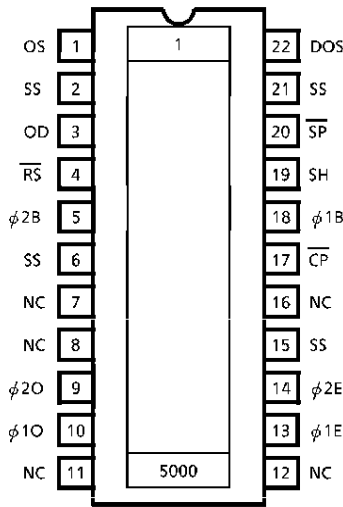 OS 1 1 22 DOS
SS 2 21 SS
OD 3 20 S̅P̅
R̅S̅ 4 19 SH
ϕ2B 5 18 ϕ1B
SS 6 17 C̅P̅
NC 7 16 NC
NC 8 15 SS
ϕ2O 9 14 ϕ2E
ϕ1O 10 13 ϕ1E
NC 11 5000 12 NC